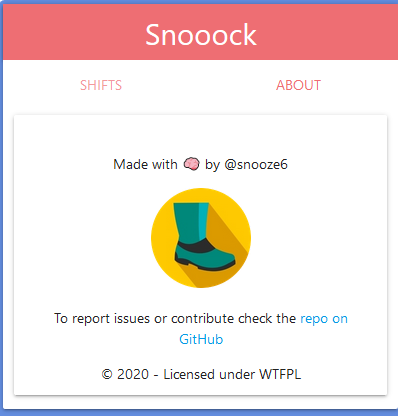 Snooock
SHIFTS
ABOUT
Made with 🧠 by @snooze6
To report issues or contribute check the repo on
GitHub
© 2020 - Licensed under WTFPL